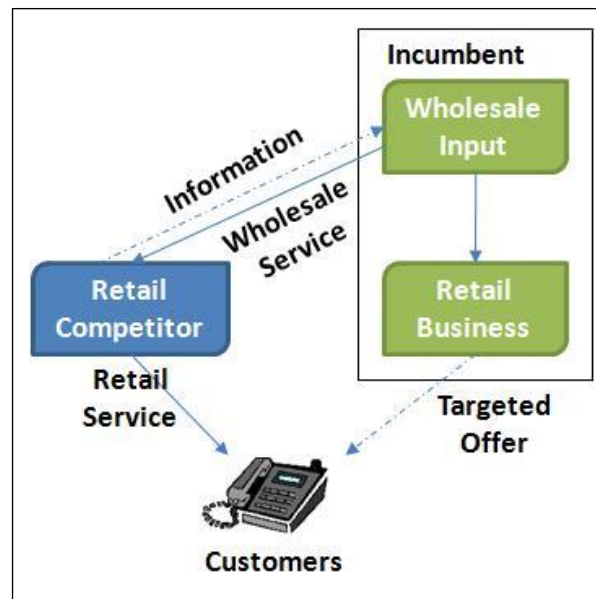 Incumbent
Wholesale
Input
Information
Wholesale
Service
Retail
Competitor
Retail
Business
Retail
Service
Targeted
Offer
Customers